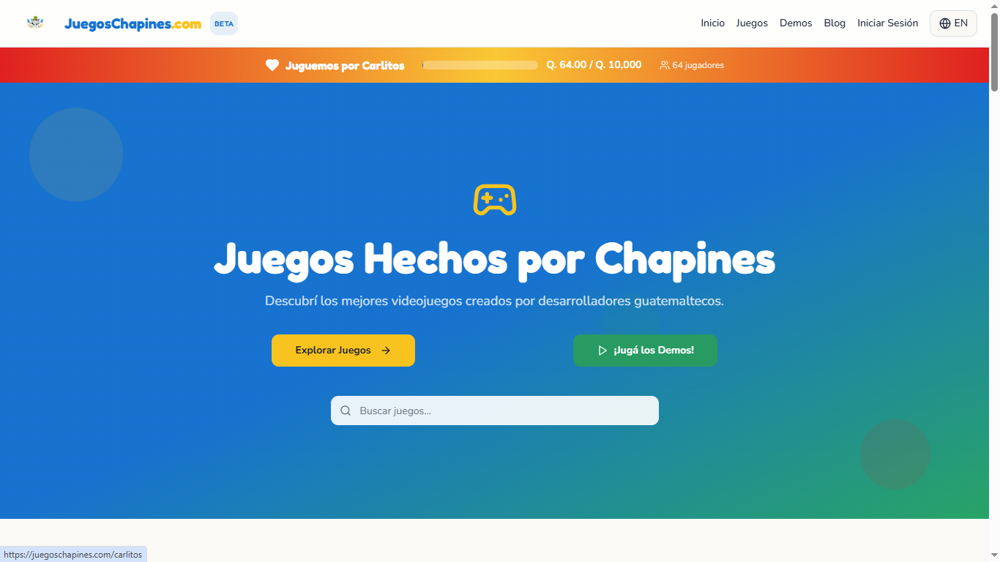 JuegosChapines.com BETA Inicio Juegos Demos Blog Iniciar Sesión EN
Juguemos por Carlitos Q. 64.00 / Q. 10,000 64 jugadores
Juegos Hechos por Chapines
Descubrí los mejores videojuegos creados por desarrolladores guatemaltecos.
Explorar Juegos ¡Jugá los Demos!
Buscar juegos...
https://juegoschapines.com/carlitos